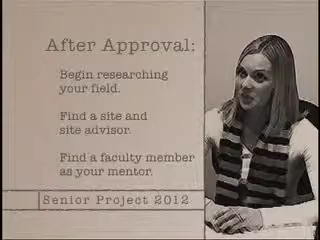 After Approval:
Begin researching
your field.
Find a site and
site advisor.
Find a faculty member
as your mentor.
Senior Project 2012